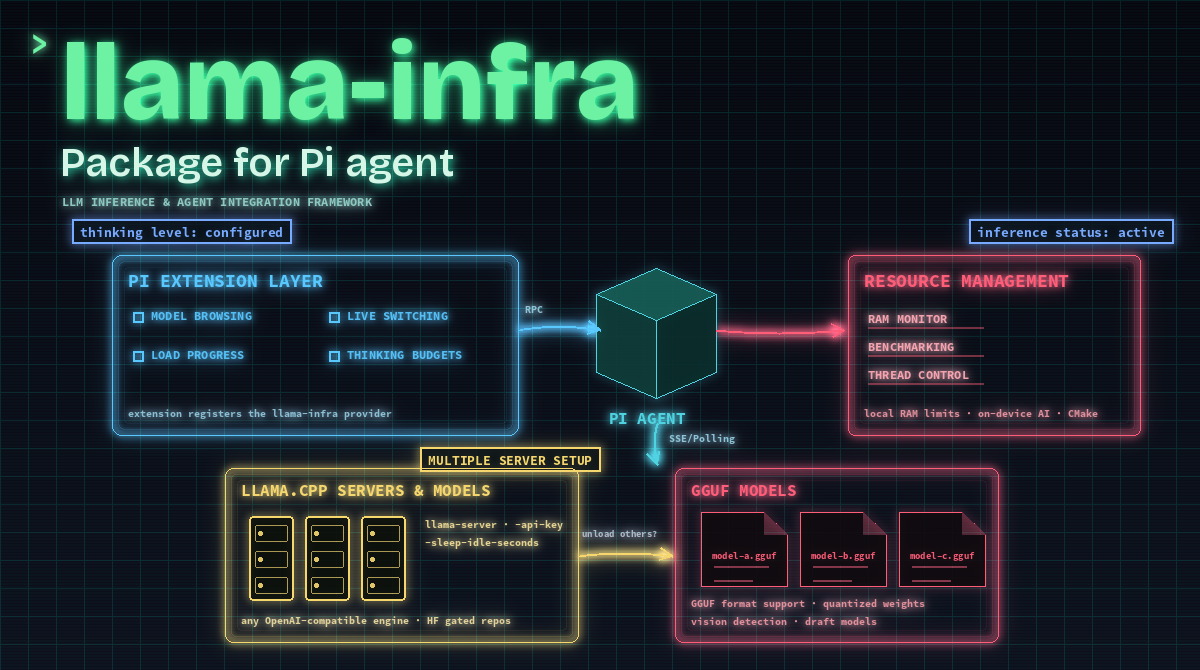 >
llama-infra
Package for Pi agent
LLM INFERENCE & AGENT INTEGRATION FRAMEWORK
thinking level: configured
inference status: active
PI EXTENSION LAYER
MODEL BROWSING
LIVE SWITCHING
LOAD PROGRESS
THINKING BUDGETS
extension registers the llama-infra provider
RPC
PI AGENT
SSE/Polling
RESOURCE MANAGEMENT
RAM MONITOR
BENCHMARKING
THREAD CONTROL
local RAM limits · on-device AI · CMake
MULTIPLE SERVER SETUP
LLAMA.CPP SERVERS & MODELS
llama-server · -api-key
-sleep-idle-seconds
any OpenAI-compatible engine · HF gated repos
unload others?
GGUF MODELS
model-a.gguf
model-b.gguf
model-c.gguf
GGUF format support · quantized weights
vision detection · draft models